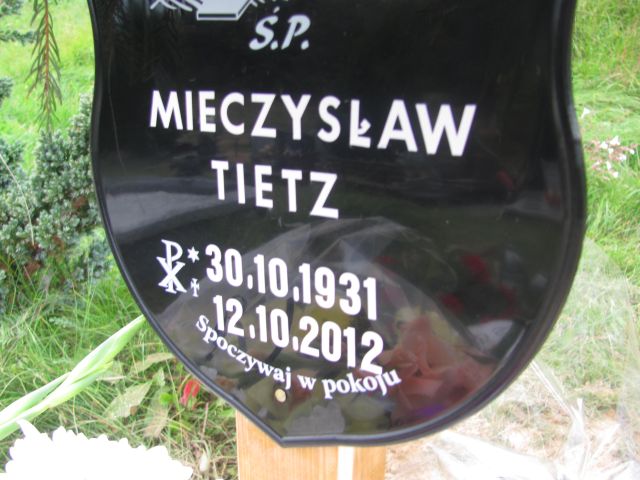 Ś.P.
MIECZYSŁAW
TIETZ
* 30.10.1931
† 12.10.2012
Spoczywaj w pokoju